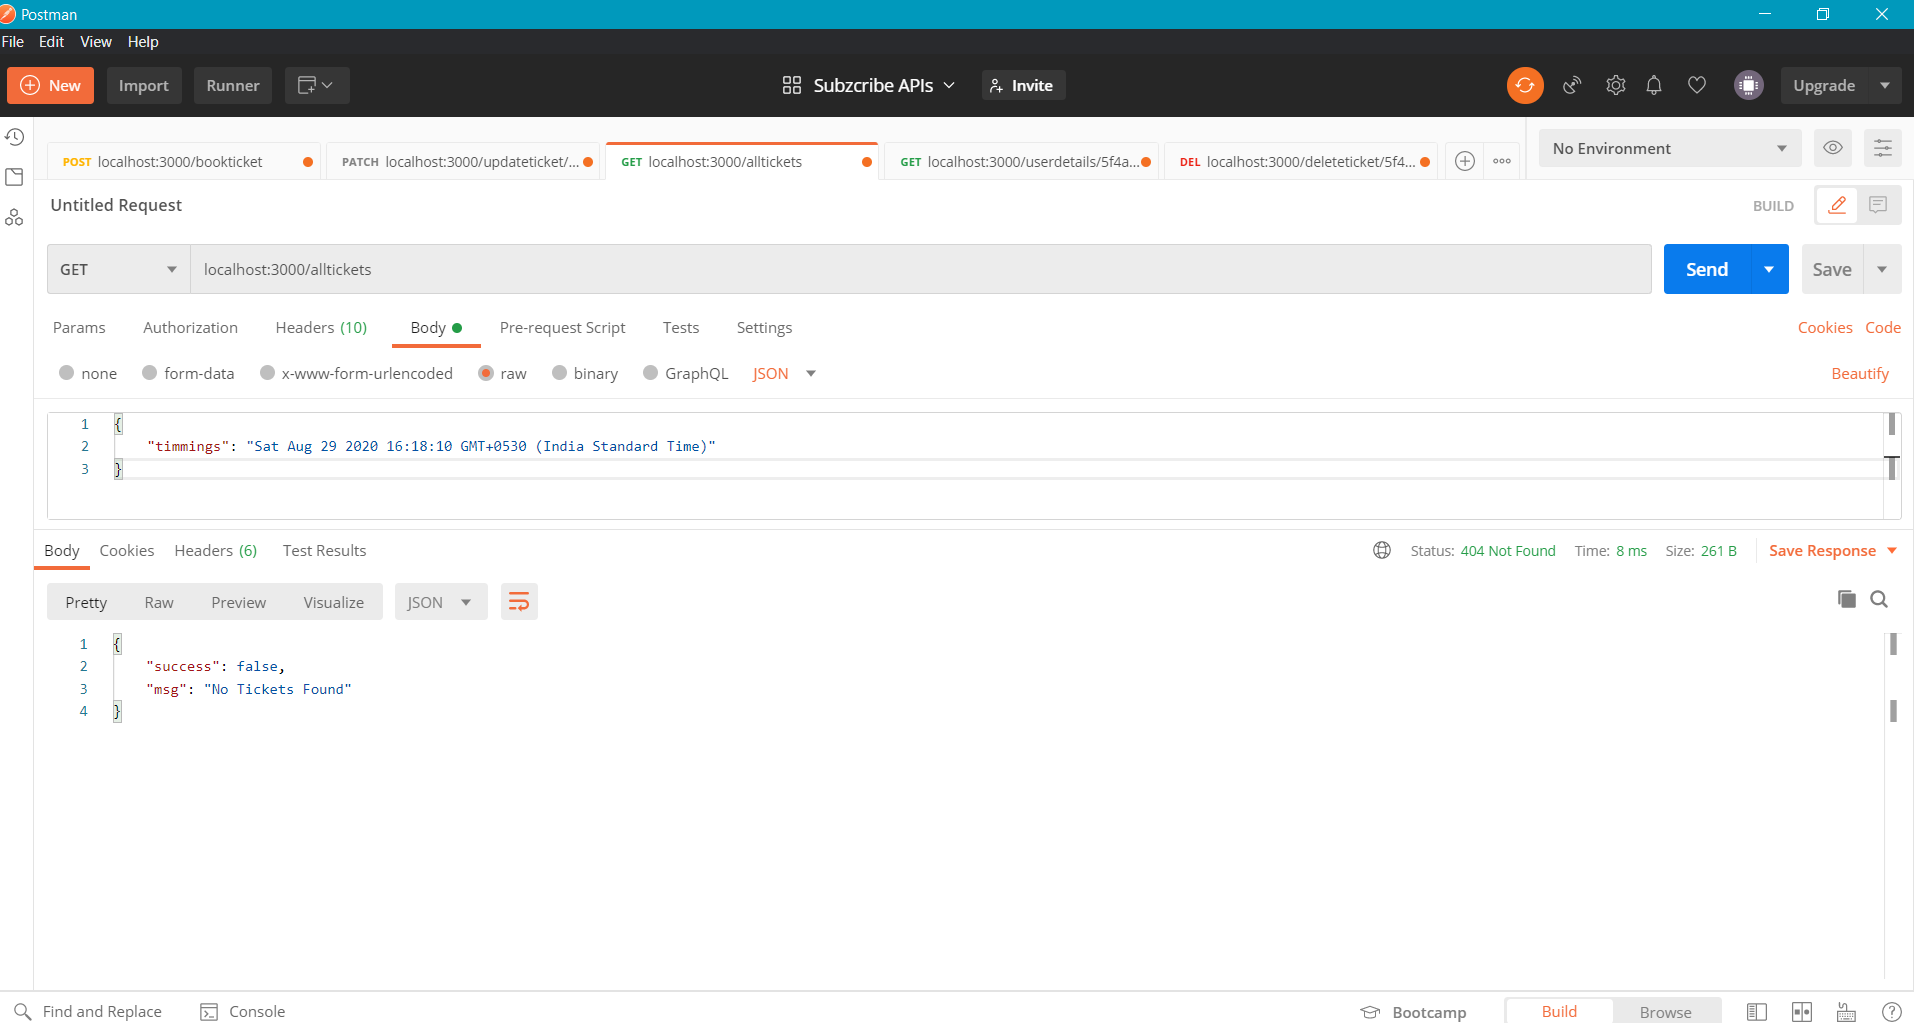 Postman
File Edit View Help
New Import Runner Subzcribe APIs Invite Upgrade
POST localhost:3000/bookticket PATCH localhost:3000/updateticket/... GET localhost:3000/alltickets GET localhost:3000/userdetails/5f4a... DEL localhost:3000/deleteticket/5f4... No Environment
Untitled Request BUILD
GET localhost:3000/alltickets Send Save
Params Authorization Headers (10) Body Pre-request Script Tests Settings Cookies Code
none form-data x-www-form-urlencoded raw binary GraphQL JSON Beautify
1 {
2 "timmings": "Sat Aug 29 2020 16:18:10 GMT+0530 (India Standard Time)"
3 }
Body Cookies Headers (6) Test Results Status: 404 Not Found Time: 8 ms Size: 261 B Save Response
Pretty Raw Preview Visualize JSON
1 {
2 "success": false,
3 "msg": "No Tickets Found"
4 }
Find and Replace Console Bootcamp Build Browse